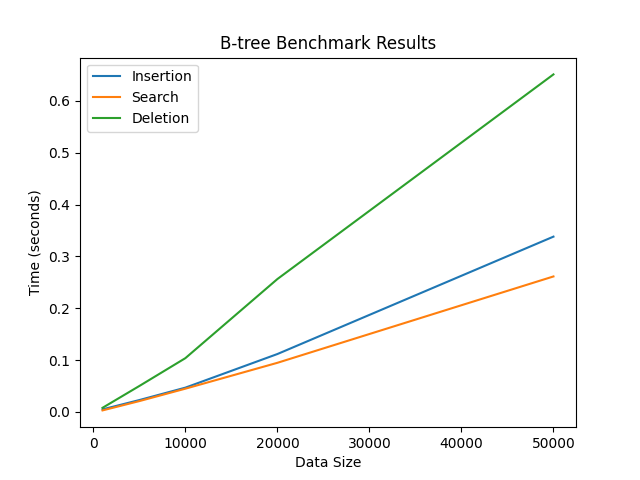 B-tree Benchmark Results
Insertion
Search
Deletion
0.6
0.5
0.4
0.3
0.2
0.1
0.0
Time (seconds)
0
10000
20000
30000
40000
50000
Data Size